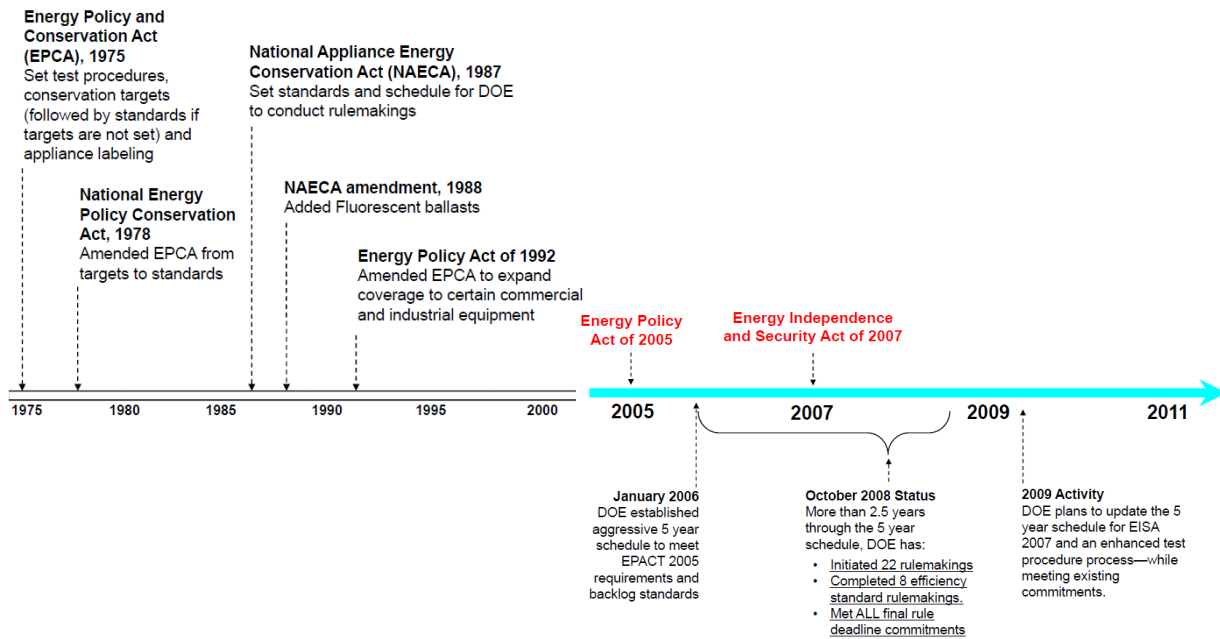 Energy Policy and
Conservation Act
(EPCA), 1975
Set test procedures,
conservation targets
(followed by standards if
targets are not set) and
appliance labeling
National Energy
Policy Conservation
Act, 1978
Amended EPCA from
targets to standards
National Appliance Energy
Conservation Act (NAECA), 1987
Set standards and schedule for DOE
to conduct rulemakings
NAECA amendment, 1988
Added Fluorescent ballasts
Energy Policy Act of 1992
Amended EPCA to expand
coverage to certain commercial
and industrial equipment
Energy Policy
Act of 2005
Energy Independence
and Security Act of 2007
1975
1980
1985
1990
1995
2000
2005
2007
2009
2011
January 2006
DOE established
aggressive 5 year
schedule to meet
EPACT 2005
requirements and
backlog standards
October 2008 Status
More than 2.5 years
through the 5 year
schedule, DOE has:
• Initiated 22 rulemakings
• Completed 8 efficiency
standard rulemakings.
• Met ALL final rule
deadline commitments
2009 Activity
DOE plans to update the 5
year schedule for EISA
2007 and an enhanced test
procedure process—while
meeting existing
commitments.